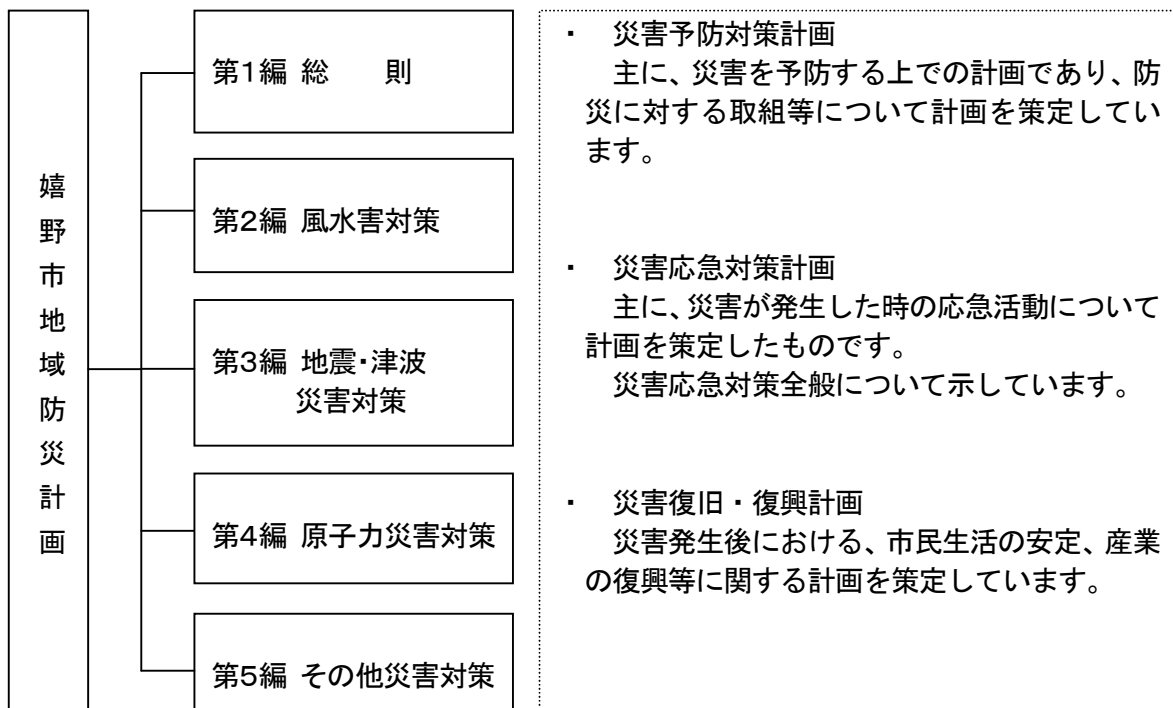 嬉野市地域防災計画
第1編 総　　則
第2編 風水害対策
第3編 地震・津波
災害対策
第4編 原子力災害対策
第5編 その他災害対策
・　災害予防対策計画
主に、災害を予防する上での計画であり、防
災に対する取組等について計画を策定してい
ます。
・　災害応急対策計画
主に、災害が発生した時の応急活動について
計画を策定したものです。
災害応急対策全般について示しています。
・　災害復旧・復興計画
災害発生後における、市民生活の安定、産業
の復興等に関する計画を策定しています。